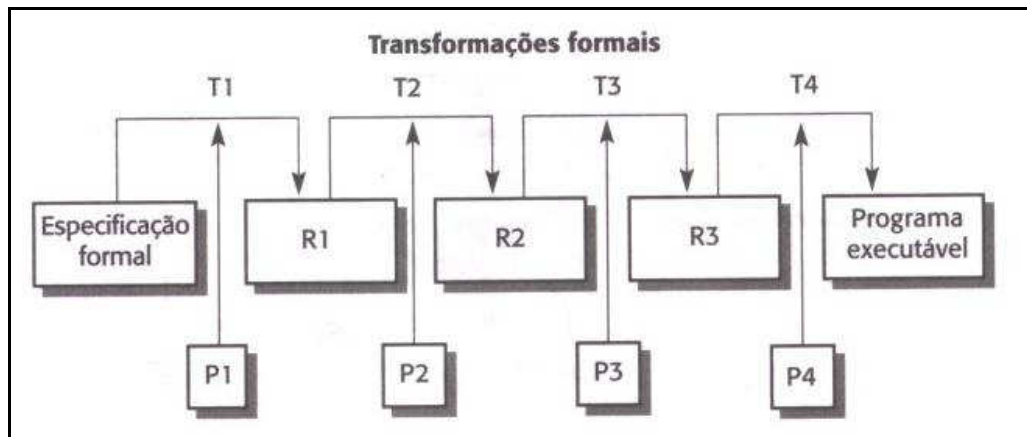 Transformações formais
T1 T2 T3 T4
Especificação
formal
R1 R2 R3
Programa
executável
P1 P2 P3 P4